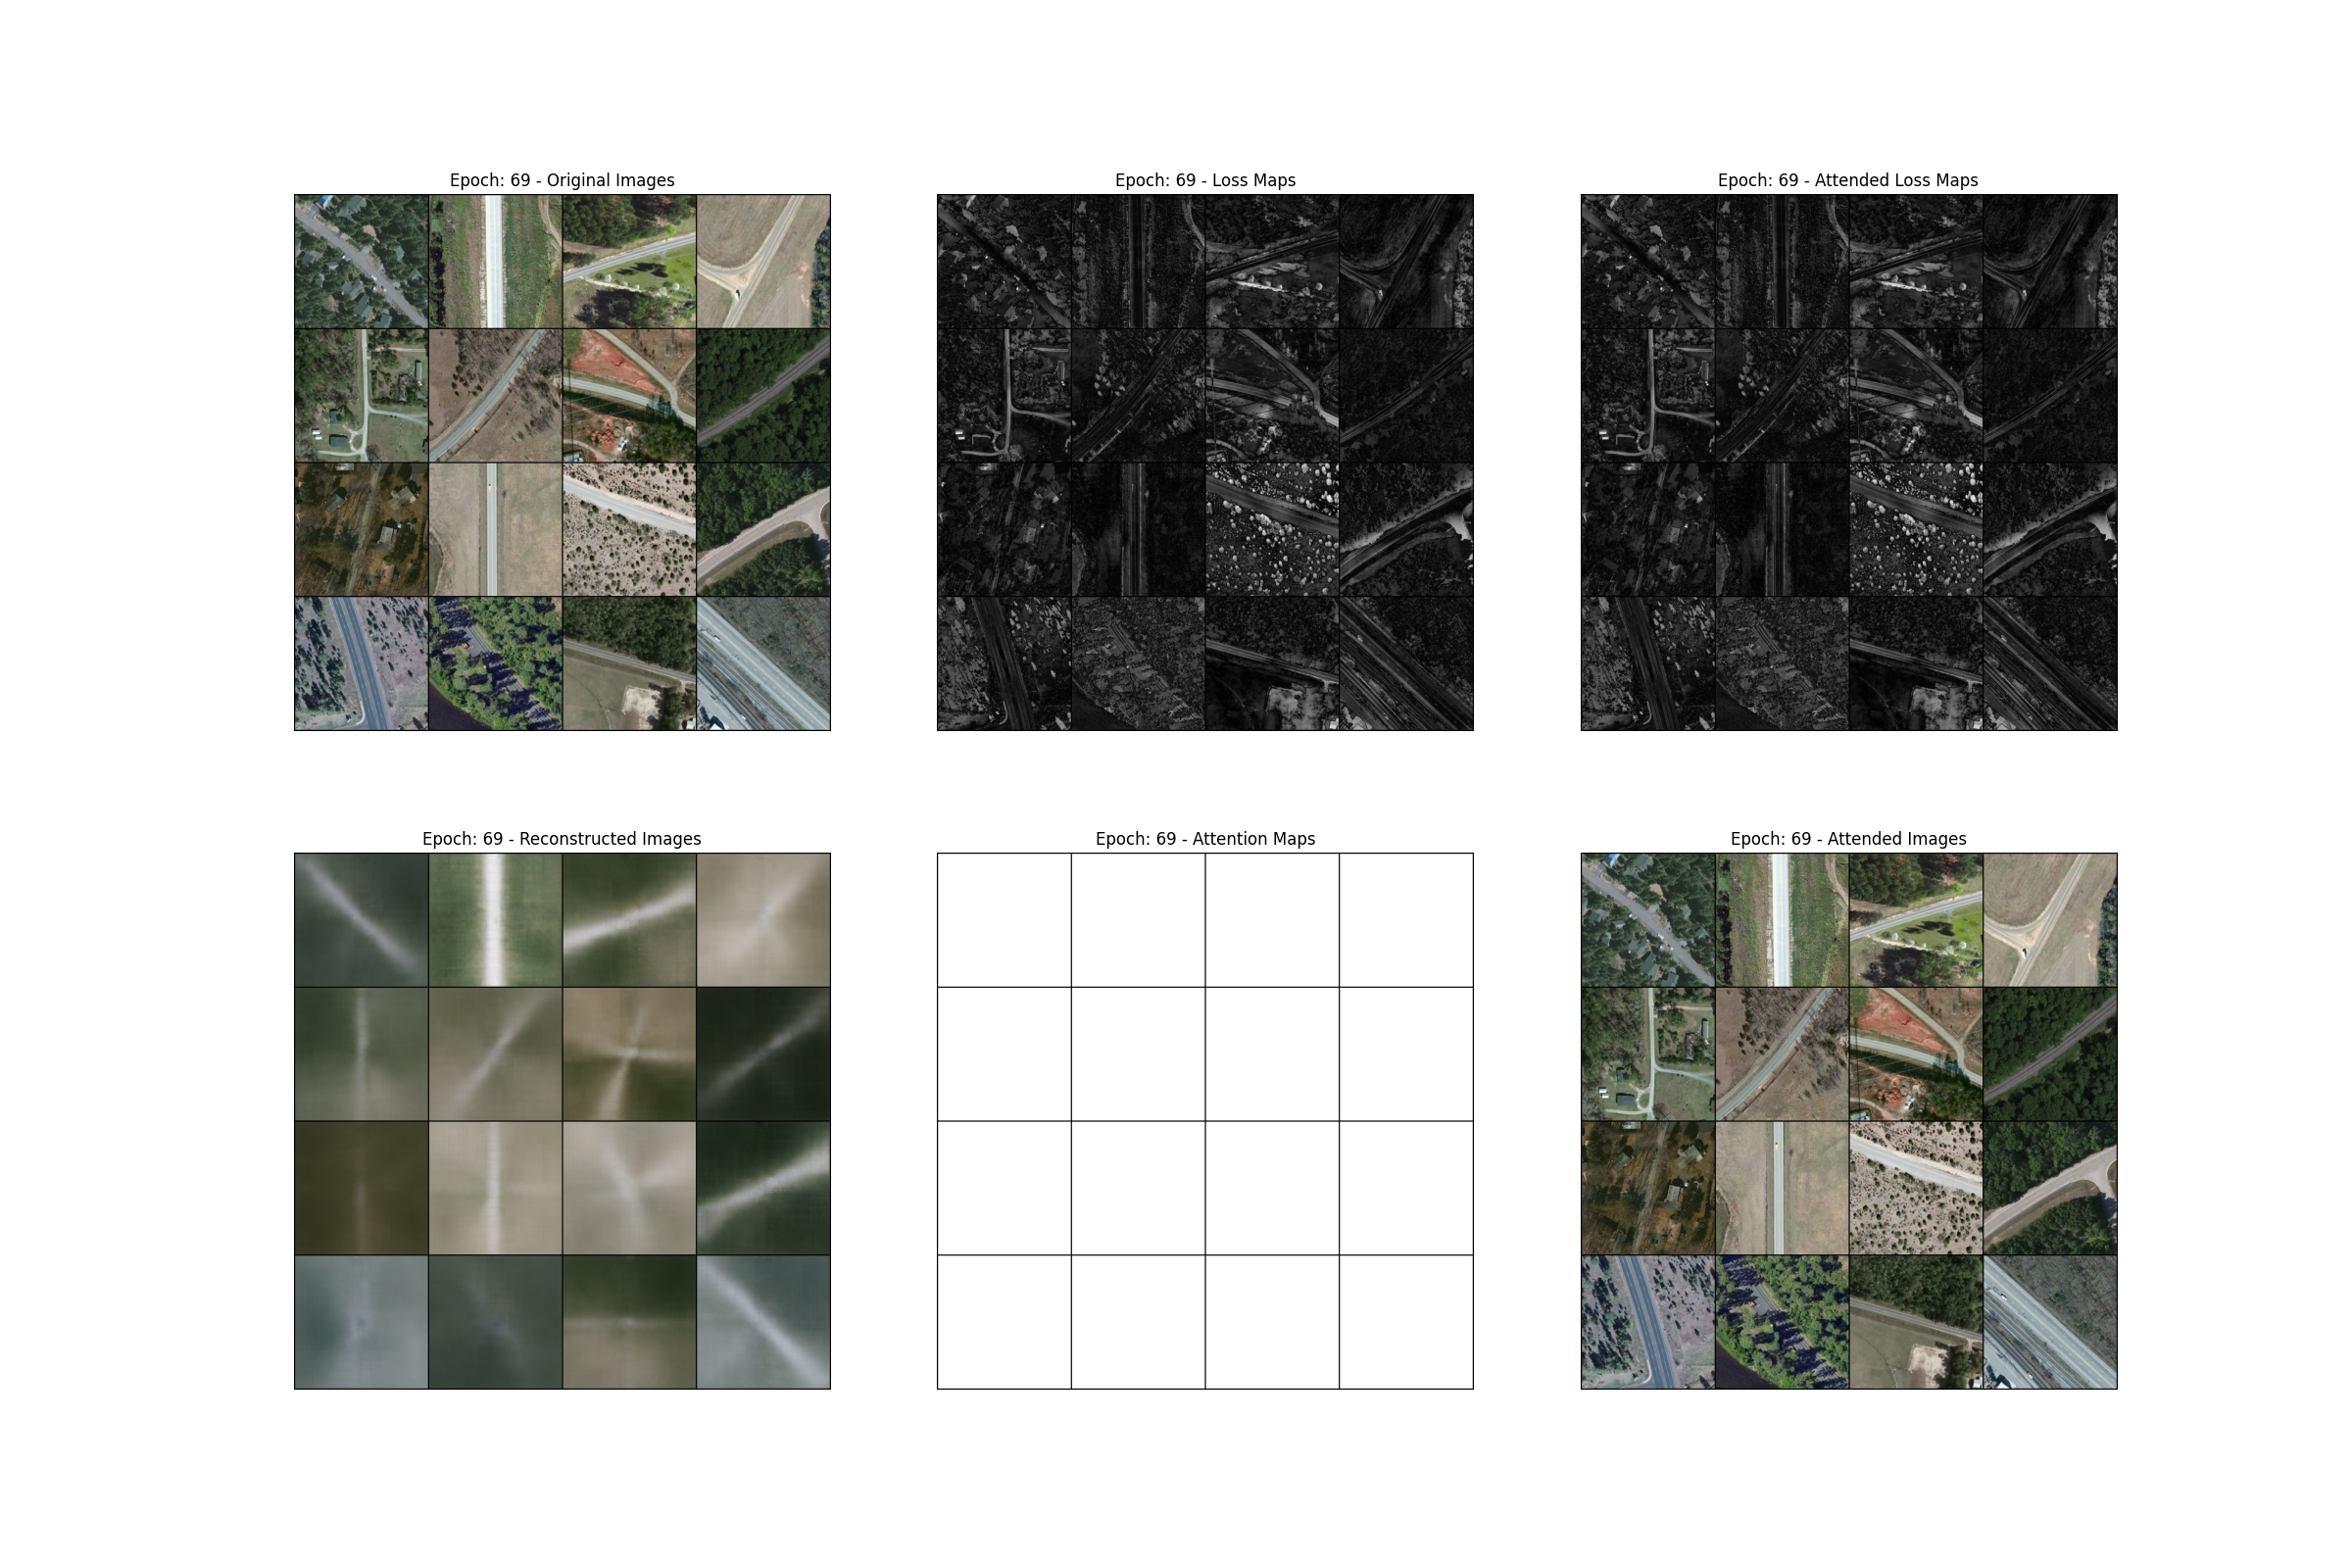 Epoch: 69 - Original Images
Epoch: 69 - Loss Maps
Epoch: 69 - Attended Loss Maps
Epoch: 69 - Reconstructed Images
Epoch: 69 - Attention Maps
Epoch: 69 - Attended Images